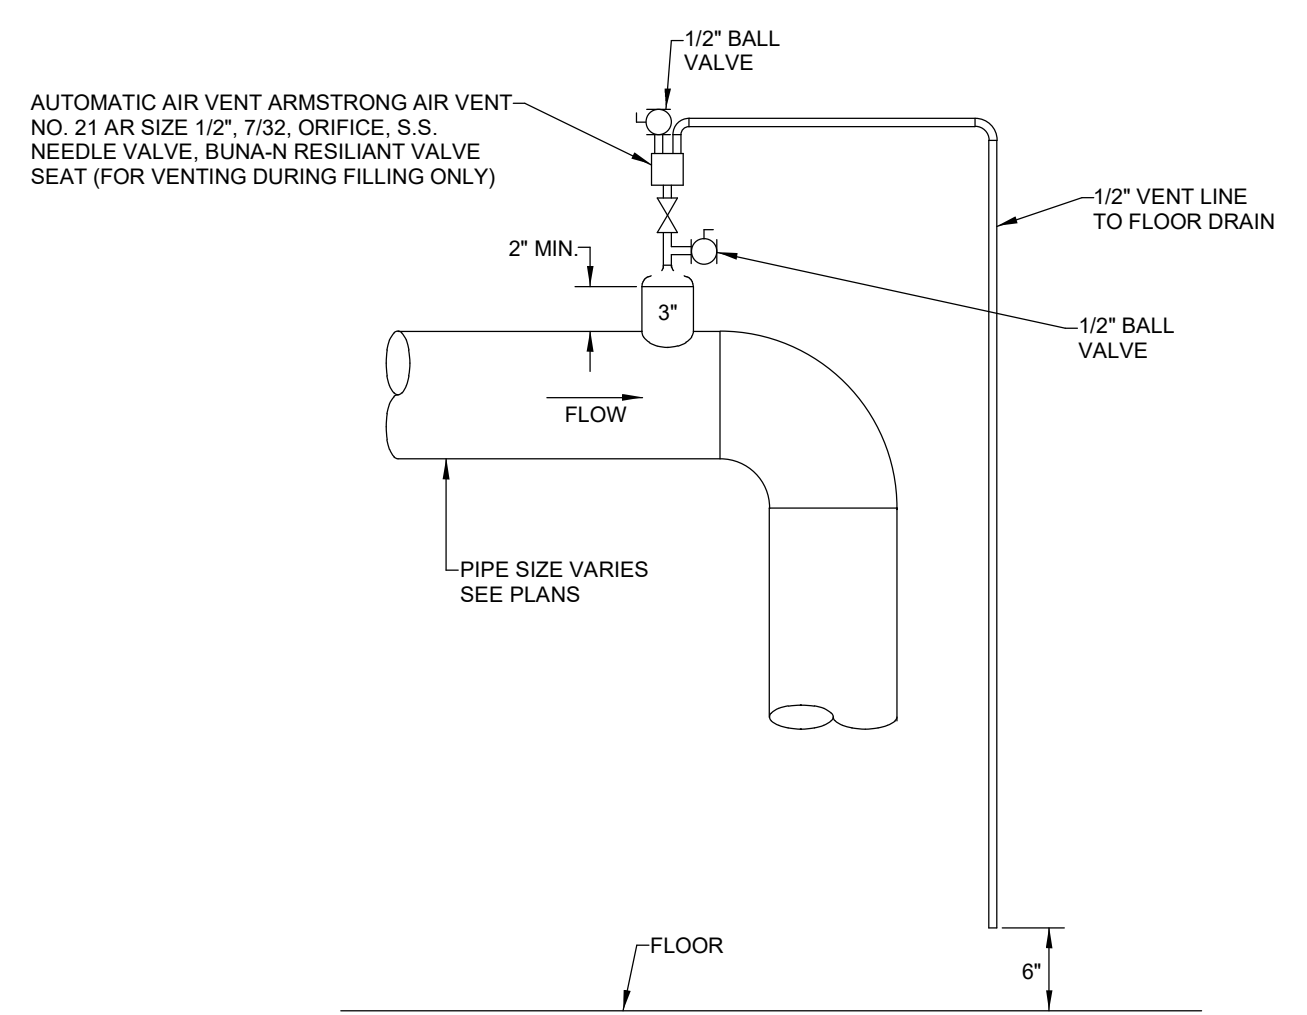 1/2" BALL
VALVE
AUTOMATIC AIR VENT ARMSTRONG AIR VENT
NO. 21 AR SIZE 1/2", 7/32, ORIFICE, S.S.
NEEDLE VALVE, BUNA-N RESILIANT VALVE
SEAT (FOR VENTING DURING FILLING ONLY)
1/2" VENT LINE
TO FLOOR DRAIN
2" MIN.
3"
1/2" BALL
VALVE
FLOW
PIPE SIZE VARIES
SEE PLANS
FLOOR
6"